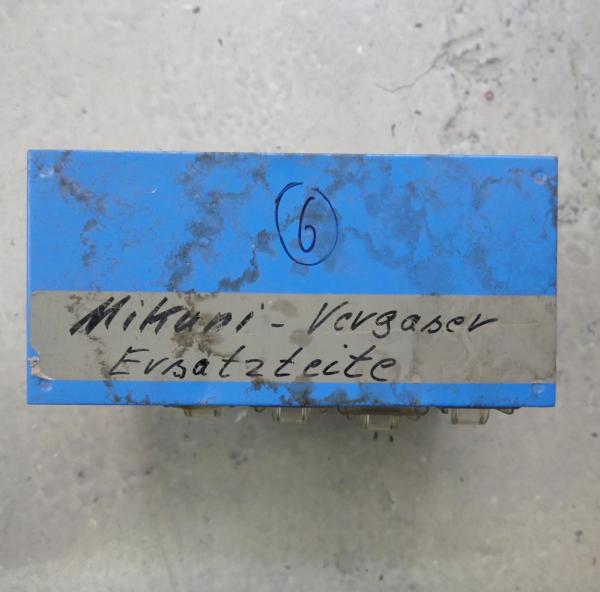 6
Mikuni - Vergaser
Ersatzteile